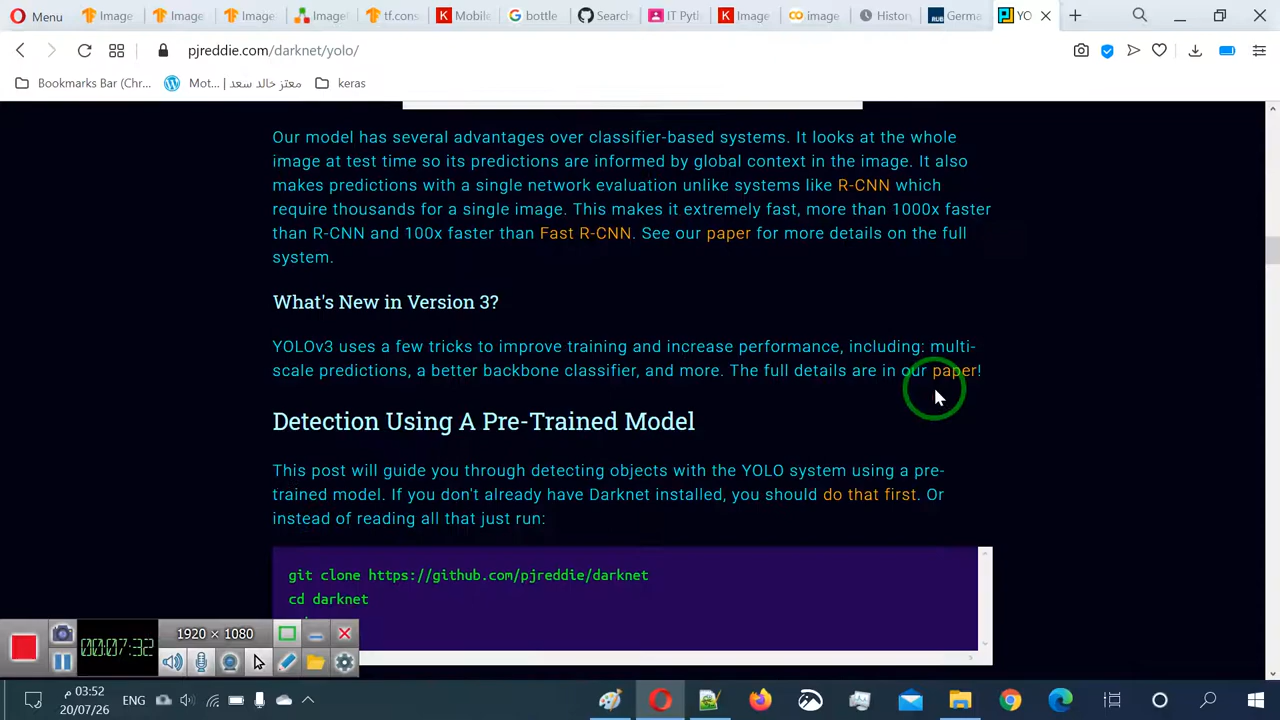 Menu
Image
Image
Image
Image'
tf.cons
Mobile
bottle
Search
IT Pyth
Image
image
Histor
Germa
YO
pjreddie.com/darknet/yolo/
Bookmarks Bar (Chr...
Mot... | معتز خالد سعد
keras
Our model has several advantages over classifier-based systems. It looks at the whole
image at test time so its predictions are informed by global context in the image. It also
makes predictions with a single network evaluation unlike systems like R-CNN which
require thousands for a single image. This makes it extremely fast, more than 1000x faster
than R-CNN and 100x faster than Fast R-CNN. See our paper for more details on the full
system.
What's New in Version 3?
YOLOv3 uses a few tricks to improve training and increase performance, including: multi-
scale predictions, a better backbone classifier, and more. The full details are in our paper!
Detection Using A Pre-Trained Model
This post will guide you through detecting objects with the YOLO system using a pre-
trained model. If you don't already have Darknet installed, you should do that first. Or
instead of reading all that just run:
git clone https://github.com/pjreddie/darknet
cd darknet
00:07:32
1920 × 1080
ENG
03:52 م
20/07/26